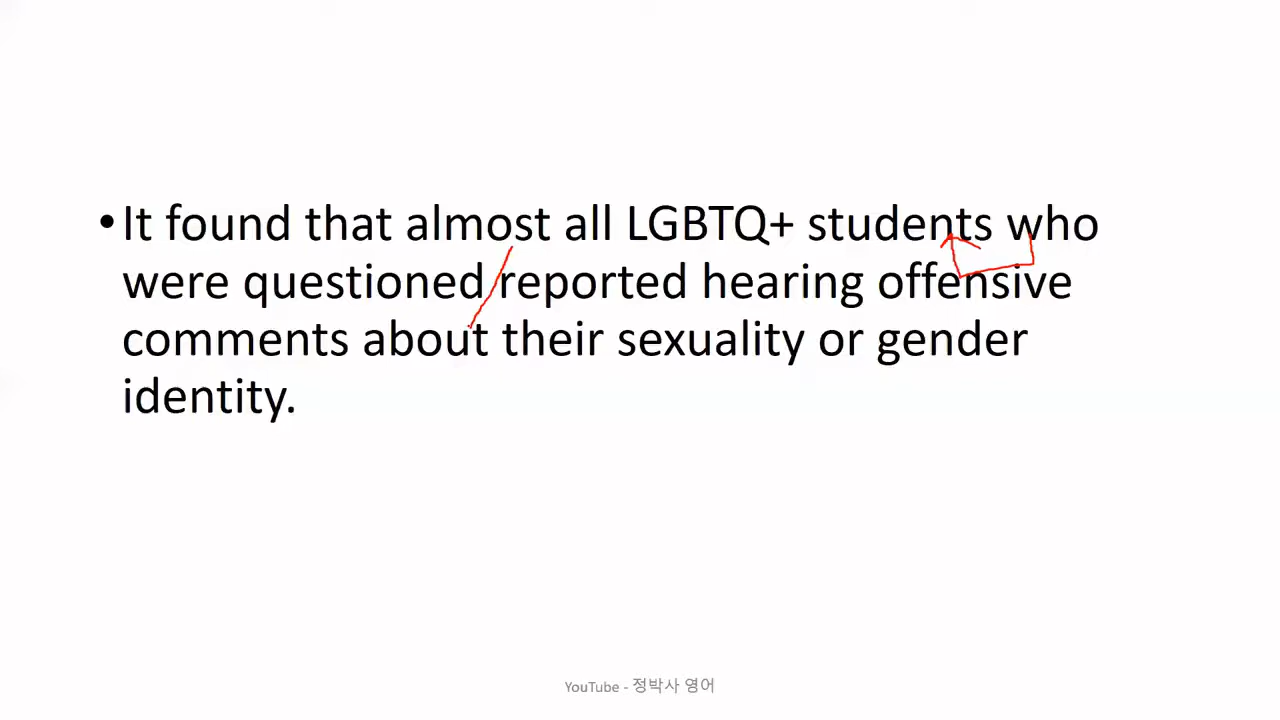 •It found that almost all LGBTQ+ students who
were questioned reported hearing offensive
comments about their sexuality or gender
identity.
YouTube - 정박사 영어